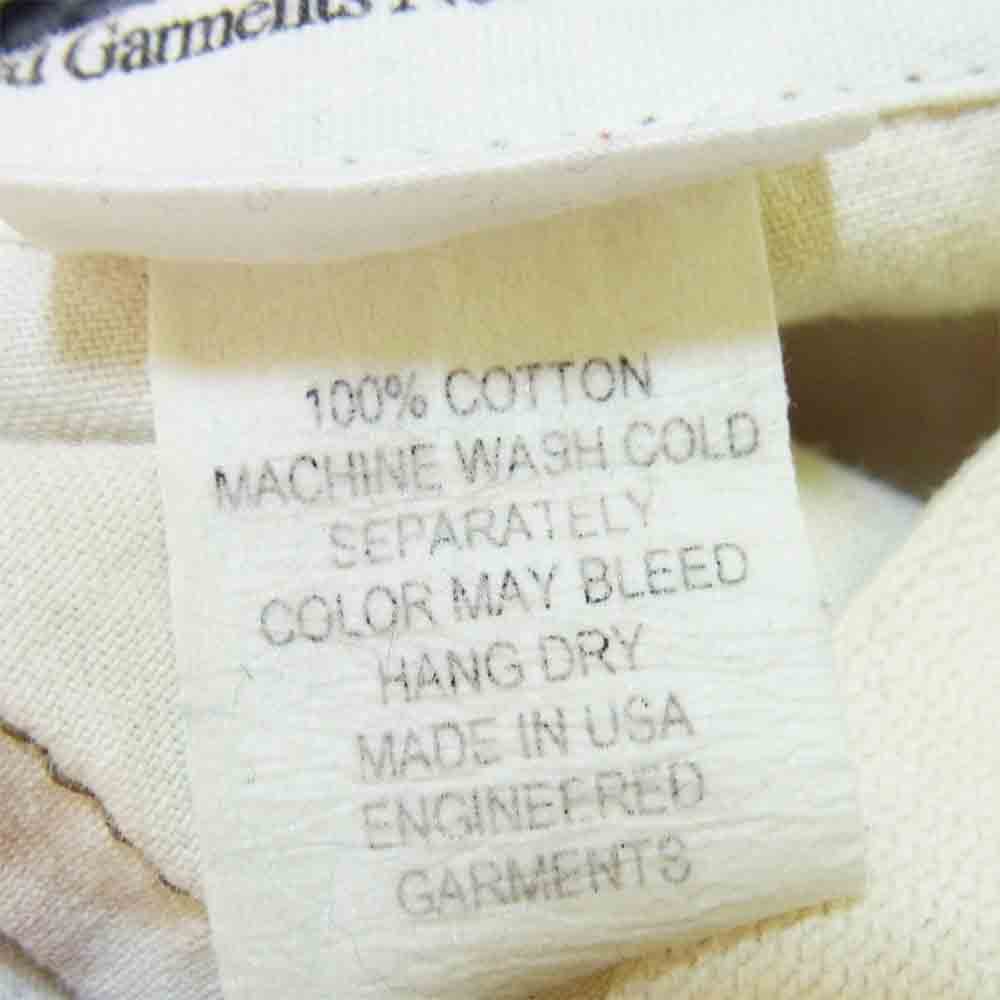 Garments
100% COTTON
MACHINE WASH COLD
SEPARATELY
COLOR MAY BLEED
HANG DRY
MADE IN USA
ENGINEERED
GARMENTS